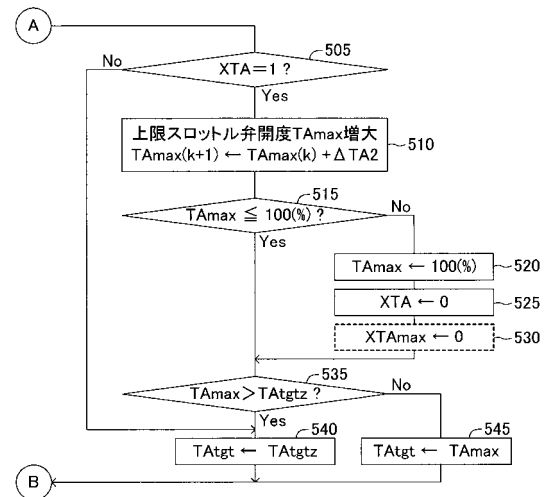 A
505
No
XTA=1 ?
Yes
上限スロットル弁開度TAmax増大
TAmax(k+1) ← TAmax(k) + Δ TA2
510
515
TAmax ≦ 100(%) ?
No
Yes
TAmax ← 100(%)
520
XTA ← 0
525
XTAmax ← 0
530
535
TAmax>TAtgtz ?
No
Yes
540
545
TAtgt ← TAtgtz
TAtgt ← TAmax
B